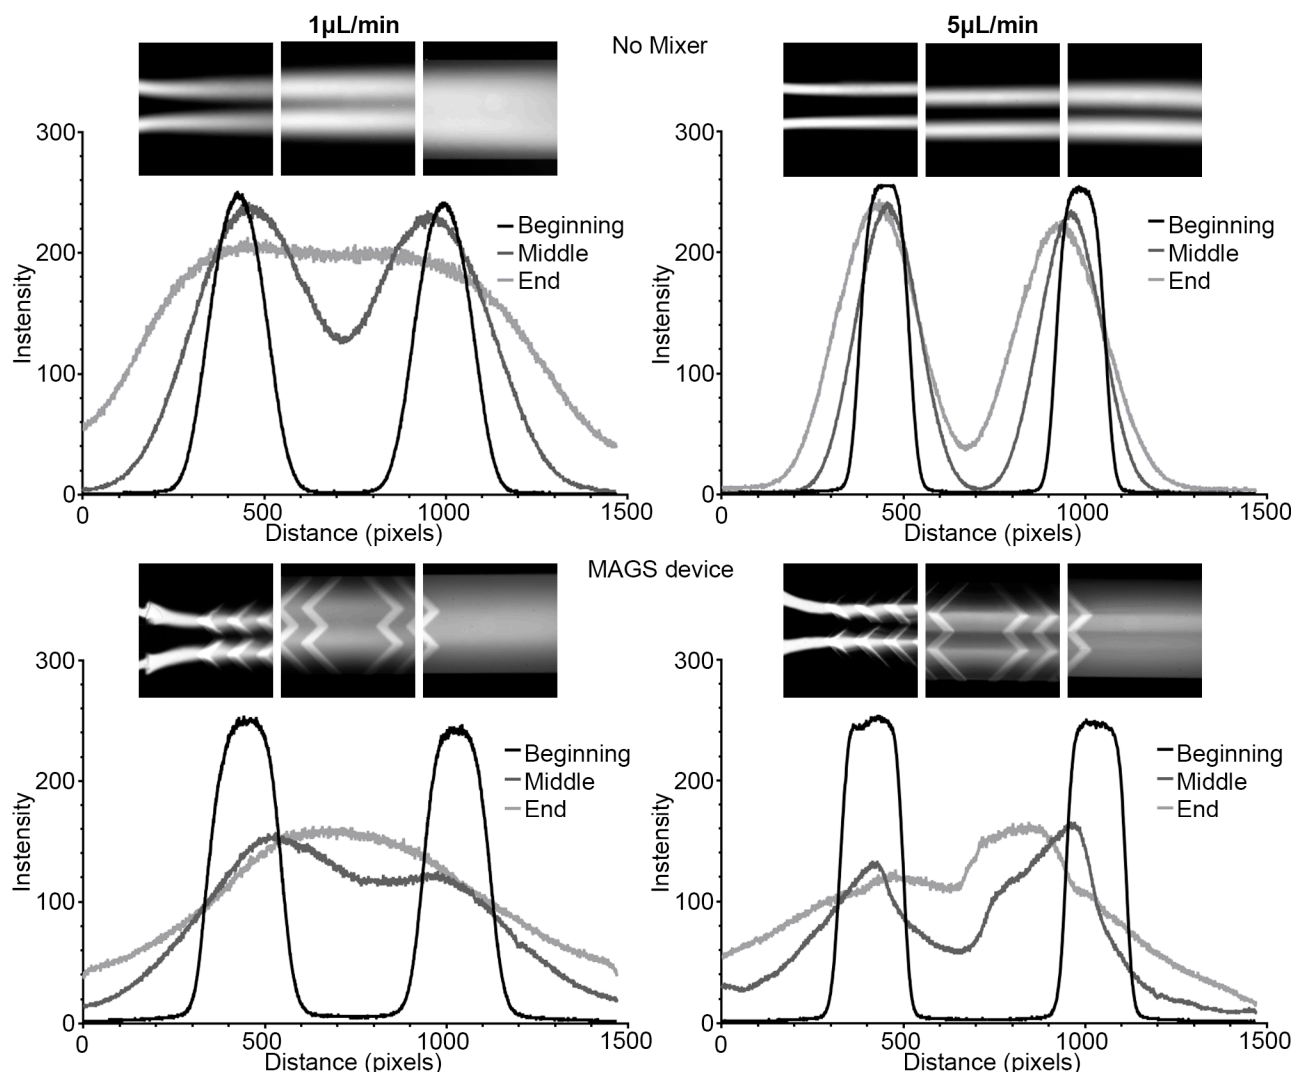 1µL/min
5µL/min
No Mixer
300
200
100
0
Instensity
Beginning
Middle
End
0
500
1000
1500
Distance (pixels)
300
200
100
0
Instensity
Beginning
Middle
End
0
500
1000
1500
Distance (pixels)
MAGS device
300
200
100
0
Instensity
Beginning
Middle
End
0
500
1000
1500
Distance (pixels)
300
200
100
0
Instensity
Beginning
Middle
End
0
500
1000
1500
Distance (pixels)